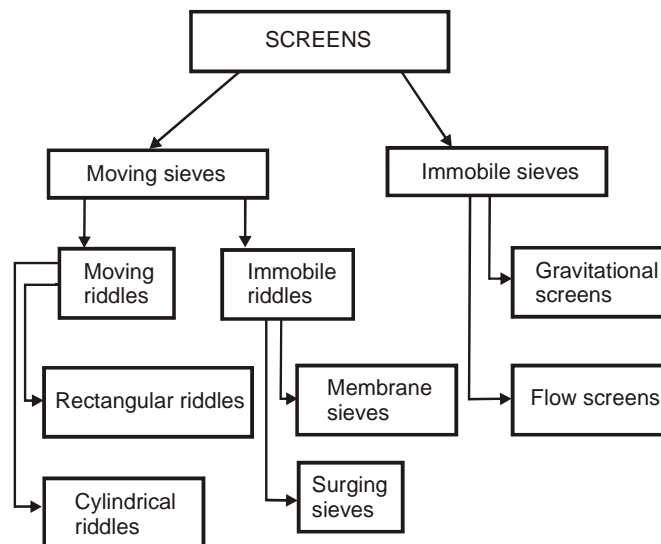 SCREENS
Moving sieves
Immobile sieves
Moving
riddles
Immobile
riddles
Gravitational
screens
Rectangular riddles
Membrane
sieves
Flow screens
Cylindrical
riddles
Surging
sieves